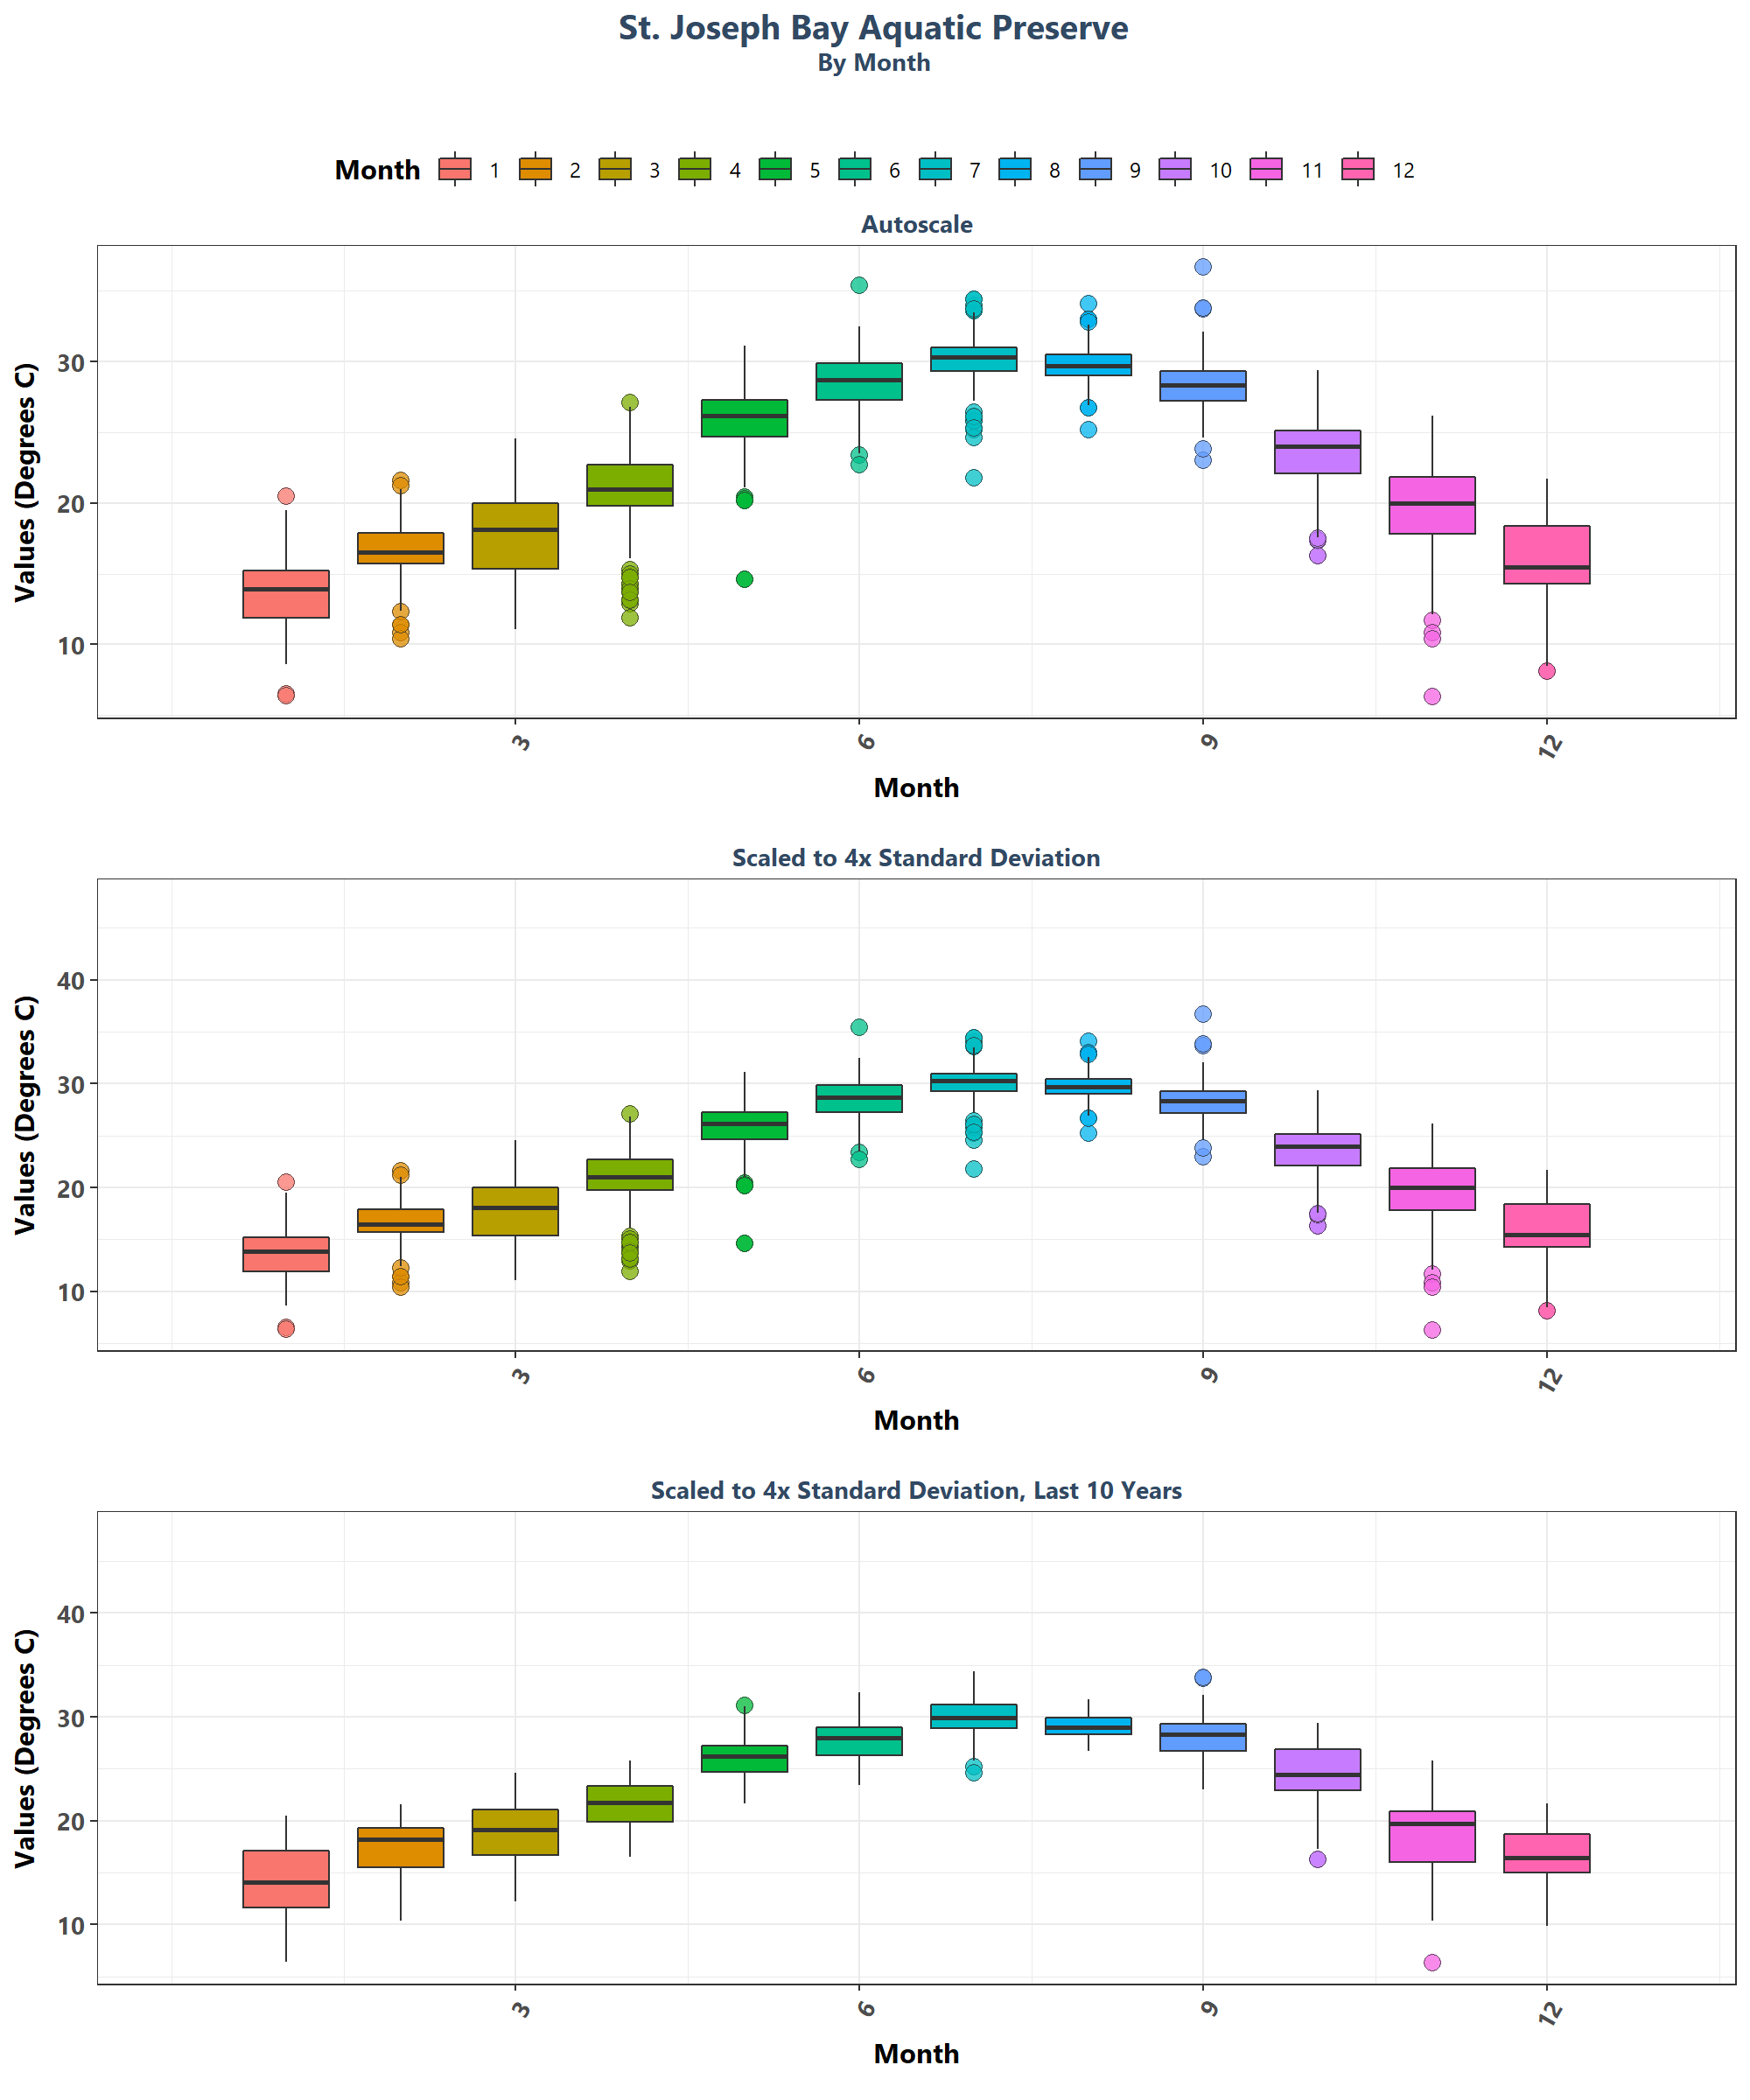 St. Joseph Bay Aquatic Preserve
By Month
Month 1 2 3 4 5 6 7 8 9 10 11 12
Autoscale
Values (Degrees C)
30
20
10
3 6 9 12
Month
Scaled to 4x Standard Deviation
Values (Degrees C)
40
30
20
10
3 6 9 12
Month
Scaled to 4x Standard Deviation, Last 10 Years
Values (Degrees C)
40
30
20
10
3 6 9 12
Month